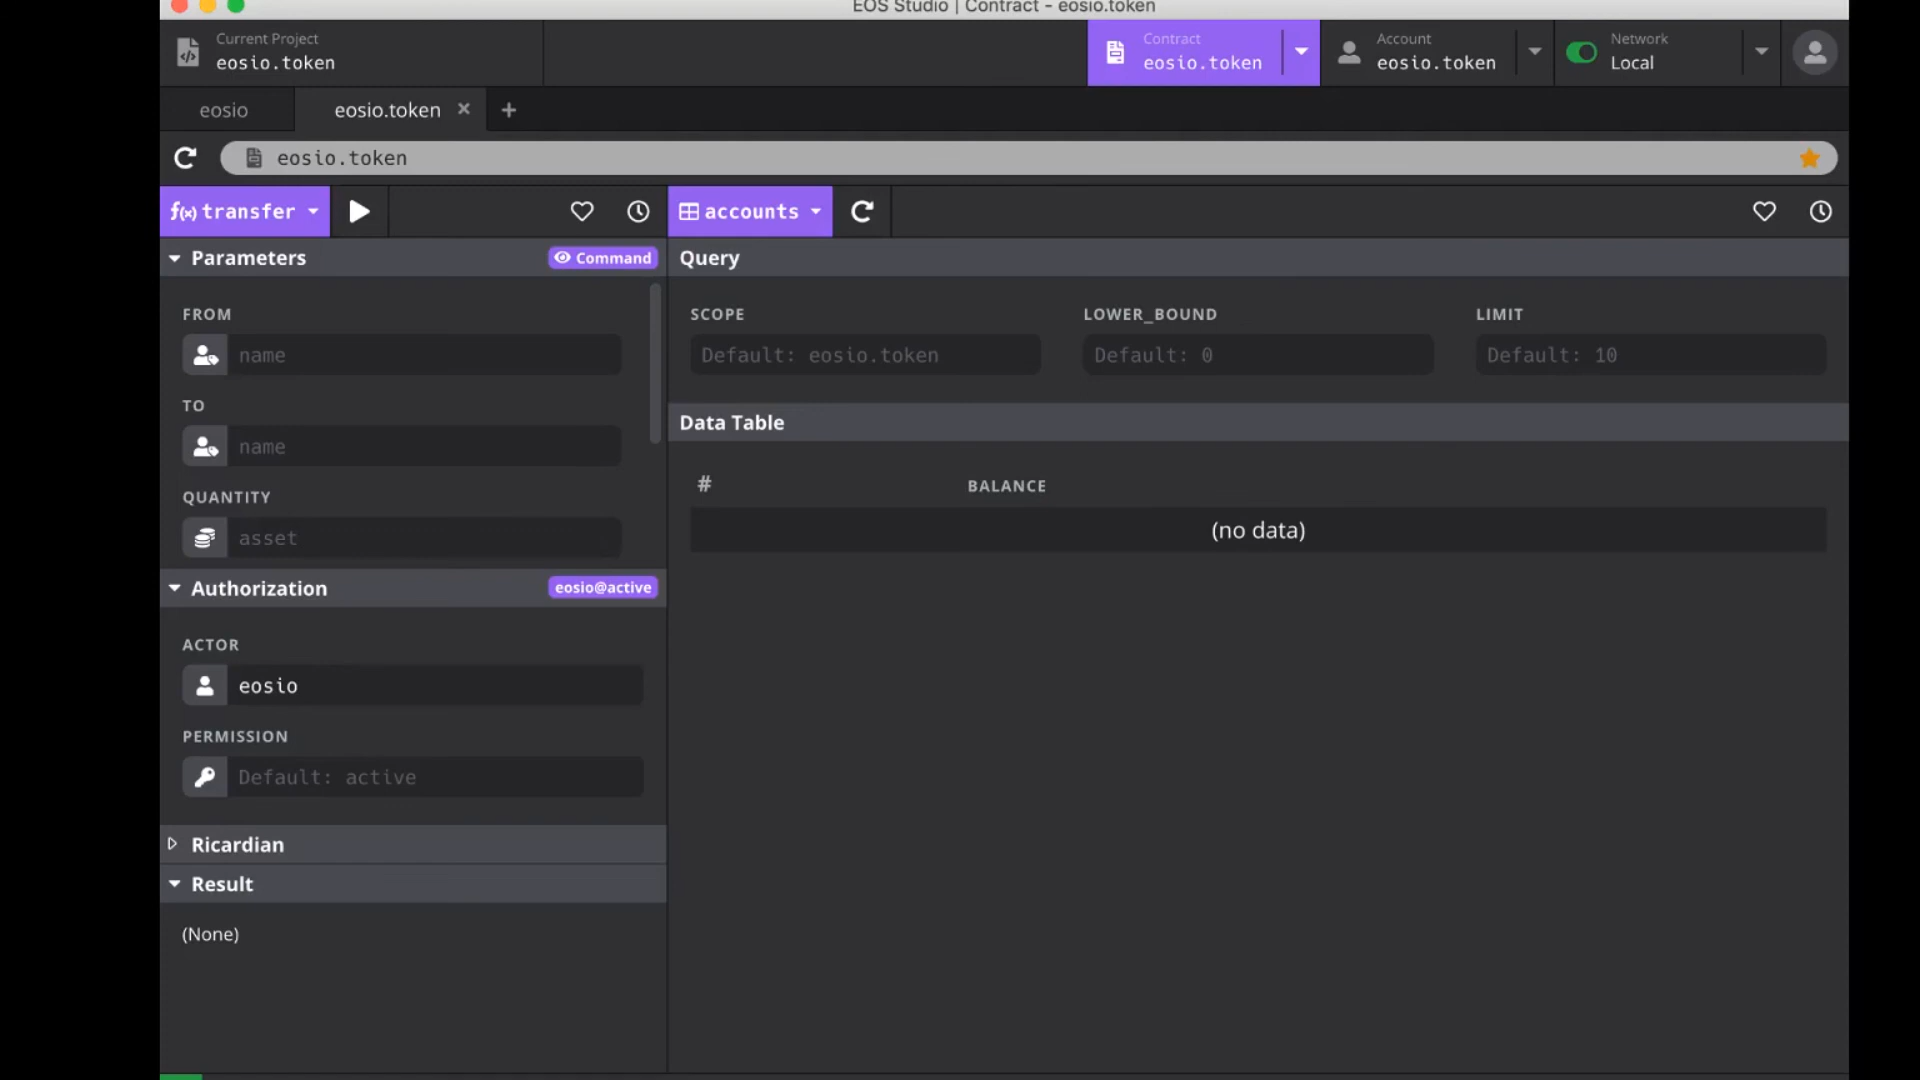 EOS Studio | Contract - eosio.token
Current Project
eosio.token
Contract
eosio.token
Account
eosio.token
Network
Local
eosio
eosio.token
eosio.token
f(x) transfer
accounts
Parameters
Command
FROM
name
TO
name
QUANTITY
asset
Authorization
eosio@active
ACTOR
eosio
PERMISSION
Default: active
Ricardian
Result
(None)
Query
SCOPE
LOWER_BOUND
LIMIT
Default: eosio.token
Default: 0
Default: 10
Data Table
#
BALANCE
(no data)